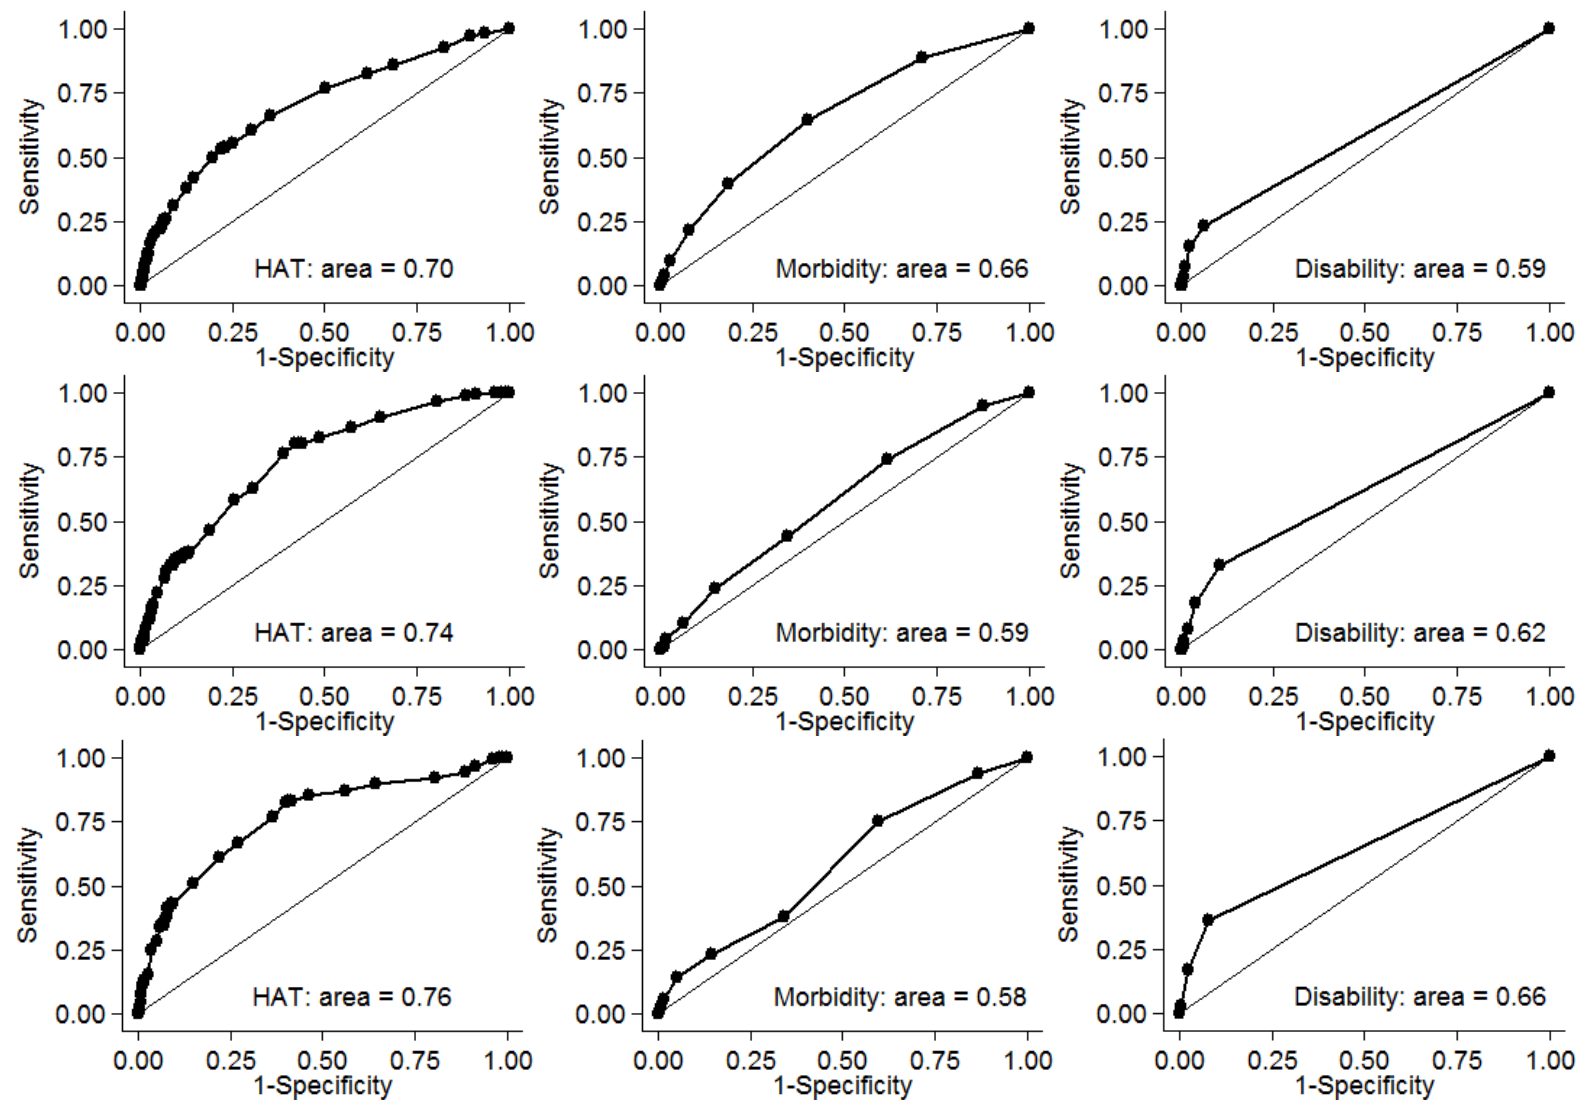 1.00
0.75
0.50
0.25
0.00
Sensitivity
HAT: area = 0.70
0.00 0.25 0.50 0.75 1.00
1-Specificity
1.00
0.75
0.50
0.25
0.00
Sensitivity
Morbidity: area = 0.66
0.00 0.25 0.50 0.75 1.00
1-Specificity
1.00
0.75
0.50
0.25
0.00
Sensitivity
Disability: area = 0.59
0.00 0.25 0.50 0.75 1.00
1-Specificity
1.00
0.75
0.50
0.25
0.00
Sensitivity
HAT: area = 0.74
0.00 0.25 0.50 0.75 1.00
1-Specificity
1.00
0.75
0.50
0.25
0.00
Sensitivity
Morbidity: area = 0.59
0.00 0.25 0.50 0.75 1.00
1-Specificity
1.00
0.75
0.50
0.25
0.00
Sensitivity
Disability: area = 0.62
0.00 0.25 0.50 0.75 1.00
1-Specificity
1.00
0.75
0.50
0.25
0.00
Sensitivity
HAT: area = 0.76
0.00 0.25 0.50 0.75 1.00
1-Specificity
1.00
0.75
0.50
0.25
0.00
Sensitivity
Morbidity: area = 0.58
0.00 0.25 0.50 0.75 1.00
1-Specificity
1.00
0.75
0.50
0.25
0.00
Sensitivity
Disability: area = 0.66
0.00 0.25 0.50 0.75 1.00
1-Specificity